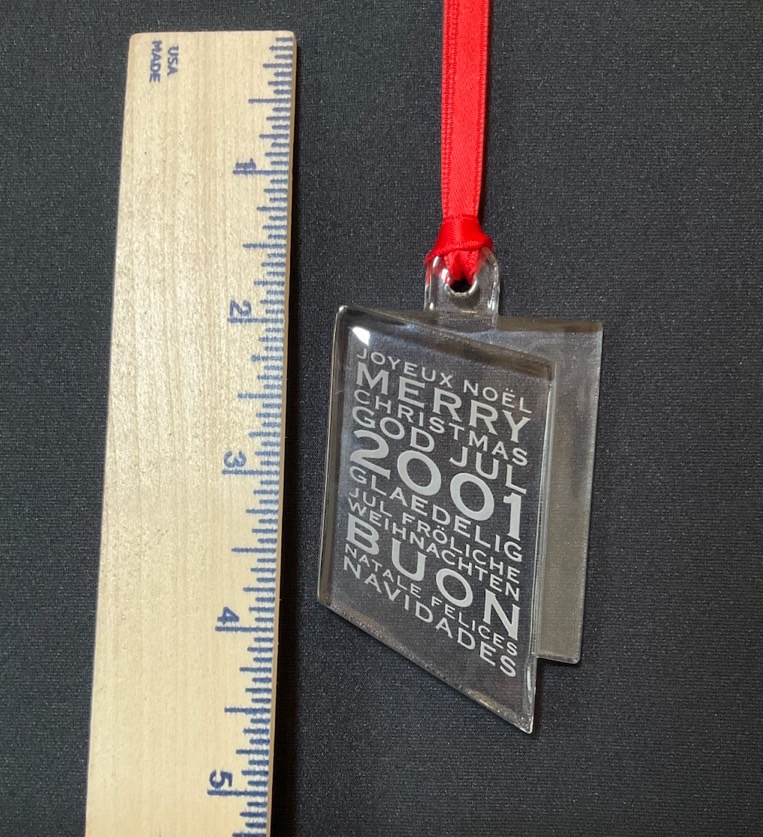 USA
MADE
1
2
3
4
5
JOYEUX NOËL
MERRY
CHRISTMAS
GOD JUL
2001
GLAEDELIG
JUL FRÖLICHE
WEIHNACHTEN
BUON
NATALE FELICES
NAVIDADES